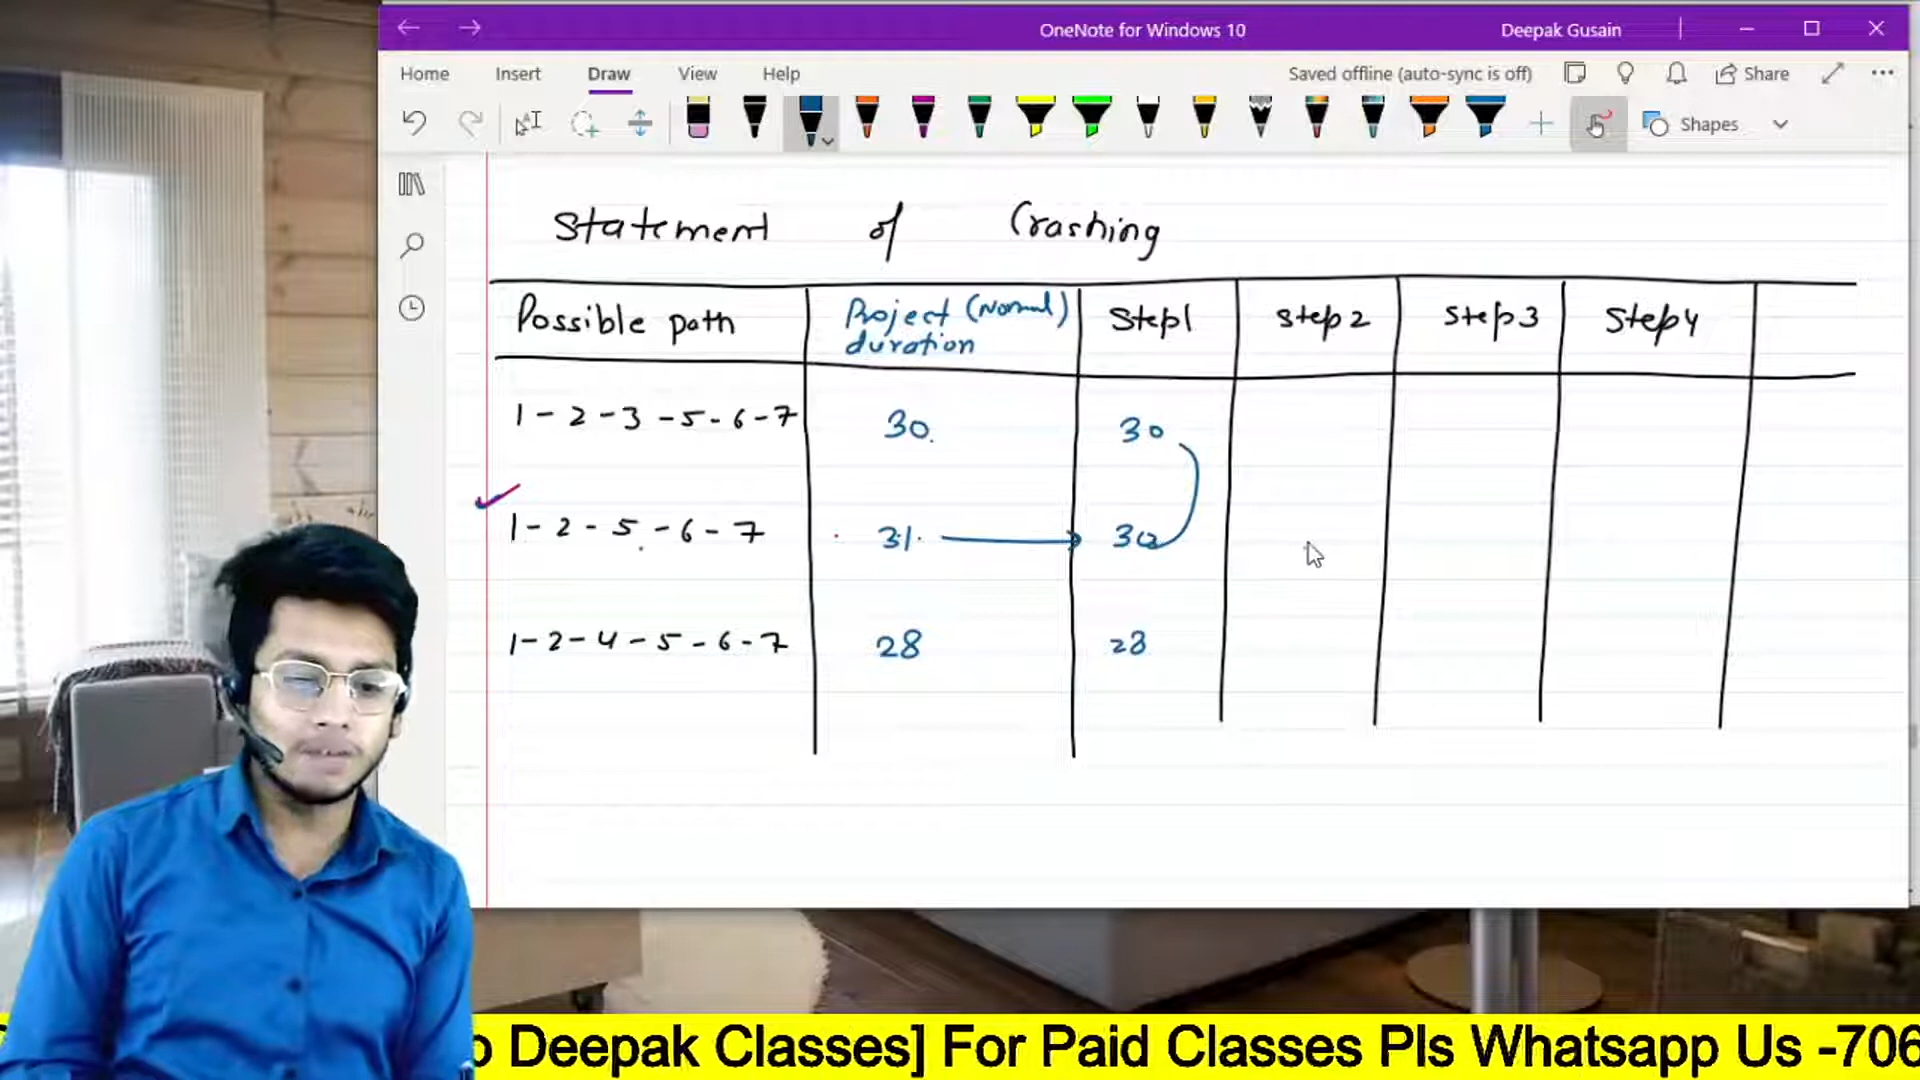 OneNote for Windows 10
Deepak Gusain
Home Insert Draw View Help
Saved offline (auto-sync is off)
Share
Shapes
Statement of Crashing
Possible path
Project (Normal) duration
Step1
Step2
Step3
Step4
1 - 2 - 3 - 5 - 6 - 7
30
30
1 - 2 - 5 - 6 - 7
31
30
1 - 2 - 4 - 5 - 6 - 7
28
28
Deepak Classes] For Paid Classes Pls Whatsapp Us -706